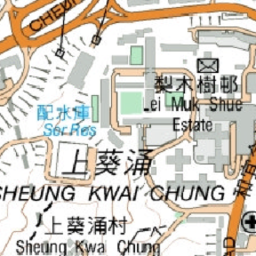 CHEUN
梨木樹邨
Lei Muk Shue
Estate
配水庫
Ser Res
上葵涌
SHEUNG KWAI CHUNG
上葵涌村
Sheung Kwai Chung